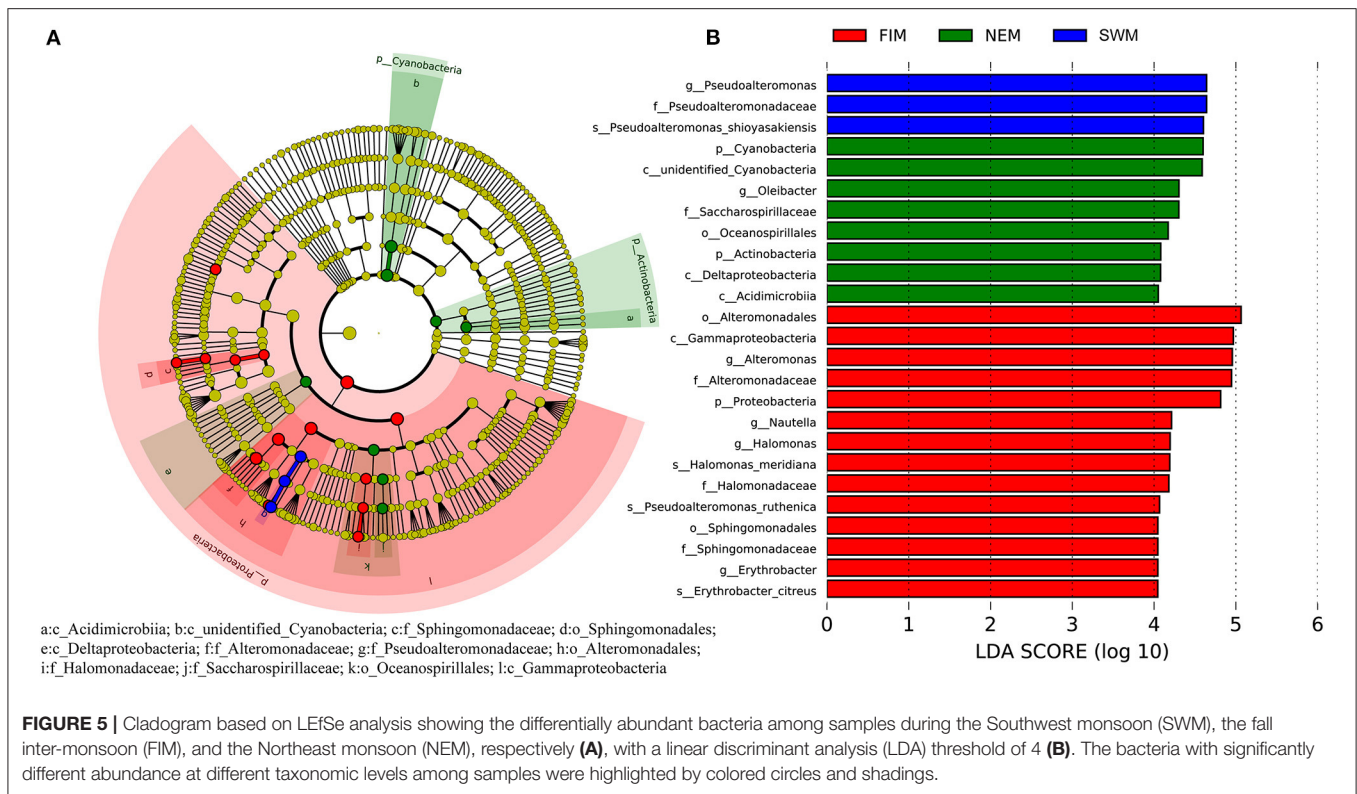 A
B
FIM NEM SWM
p__Cyanobacteria
b
p__Actinobacteria
a
c
d
e
f
g
h
p__Proteobacteria
i
j
k
l
g__Pseudoalteromonas
f__Pseudoalteromonadaceae
s__Pseudoalteromonas_shioyasakiensis
p__Cyanobacteria
c__unidentified_Cyanobacteria
g__Oleibacter
f__Saccharospirillaceae
o__Oceanospirillales
p__Actinobacteria
c__Deltaproteobacteria
c__Acidimicrobiia
o__Alteromonadales
c__Gammaproteobacteria
g__Alteromonas
f__Alteromonadaceae
p__Proteobacteria
g__Nautella
g__Halomonas
s__Halomonas_meridiana
f__Halomonadaceae
s__Pseudoalteromonas_ruthenica
o__Sphingomonadales
f__Sphingomonadaceae
g__Erythrobacter
s__Erythrobacter_citreus
0 1 2 3 4 5 6
LDA SCORE (log 10)
a:c_Acidimicrobiia; b:c_unidentified_Cyanobacteria; c:f_Sphingomonadaceae; d:o_Sphingomonadales;
e:c_Deltaproteobacteria; f:f_Alteromonadaceae; g:f_Pseudoalteromonadaceae; h:o_Alteromonadales;
i:f_Halomonadaceae; j:f_Saccharospirillaceae; k:o_Oceanospirillales; l:c_Gammaproteobacteria
FIGURE 5 | Cladogram based on LEfSe analysis showing the differentially abundant bacteria among samples during the Southwest monsoon (SWM), the fall
inter-monsoon (FIM), and the Northeast monsoon (NEM), respectively (A), with a linear discriminant analysis (LDA) threshold of 4 (B). The bacteria with significantly
different abundance at different taxonomic levels among samples were highlighted by colored circles and shadings.